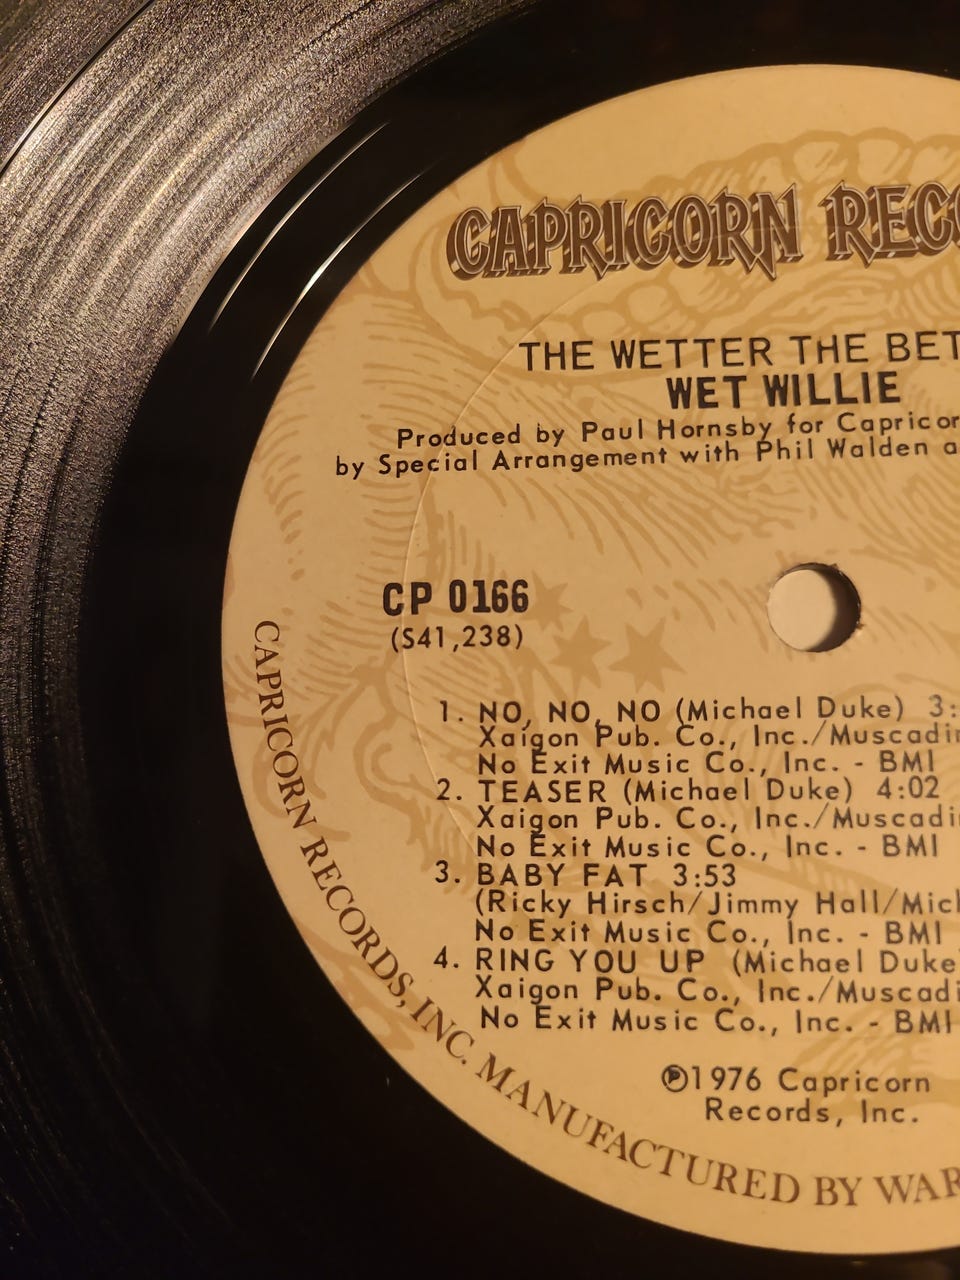 CAPRICORN RECO
THE WETTER THE BET
WET WILLIE
Produced by Paul Hornsby for Capricor
by Special Arrangement with Phil Walden a
CP 0166
(S41,238)
1. NO, NO, NO (Michael Duke) 3:
Xaigon Pub. Co., Inc./Muscadin
No Exit Music Co., Inc. - BMI
2. TEASER (Michael Duke) 4:02
Xaigon Pub. Co., Inc./Muscadi
No Exit Music Co., Inc. - BMI
3. BABY FAT 3:53
(Ricky Hirsch/Jimmy Hall/Mich
No Exit Music Co., Inc. - BMI
4. RING YOU UP (Michael Duke
Xaigon Pub. Co., Inc./Muscadi
No Exit Music Co., Inc. - BMI
℗1976 Capricorn
Records, Inc.
CAPRICORN RECORDS, INC. MANUFACTURED BY WAR